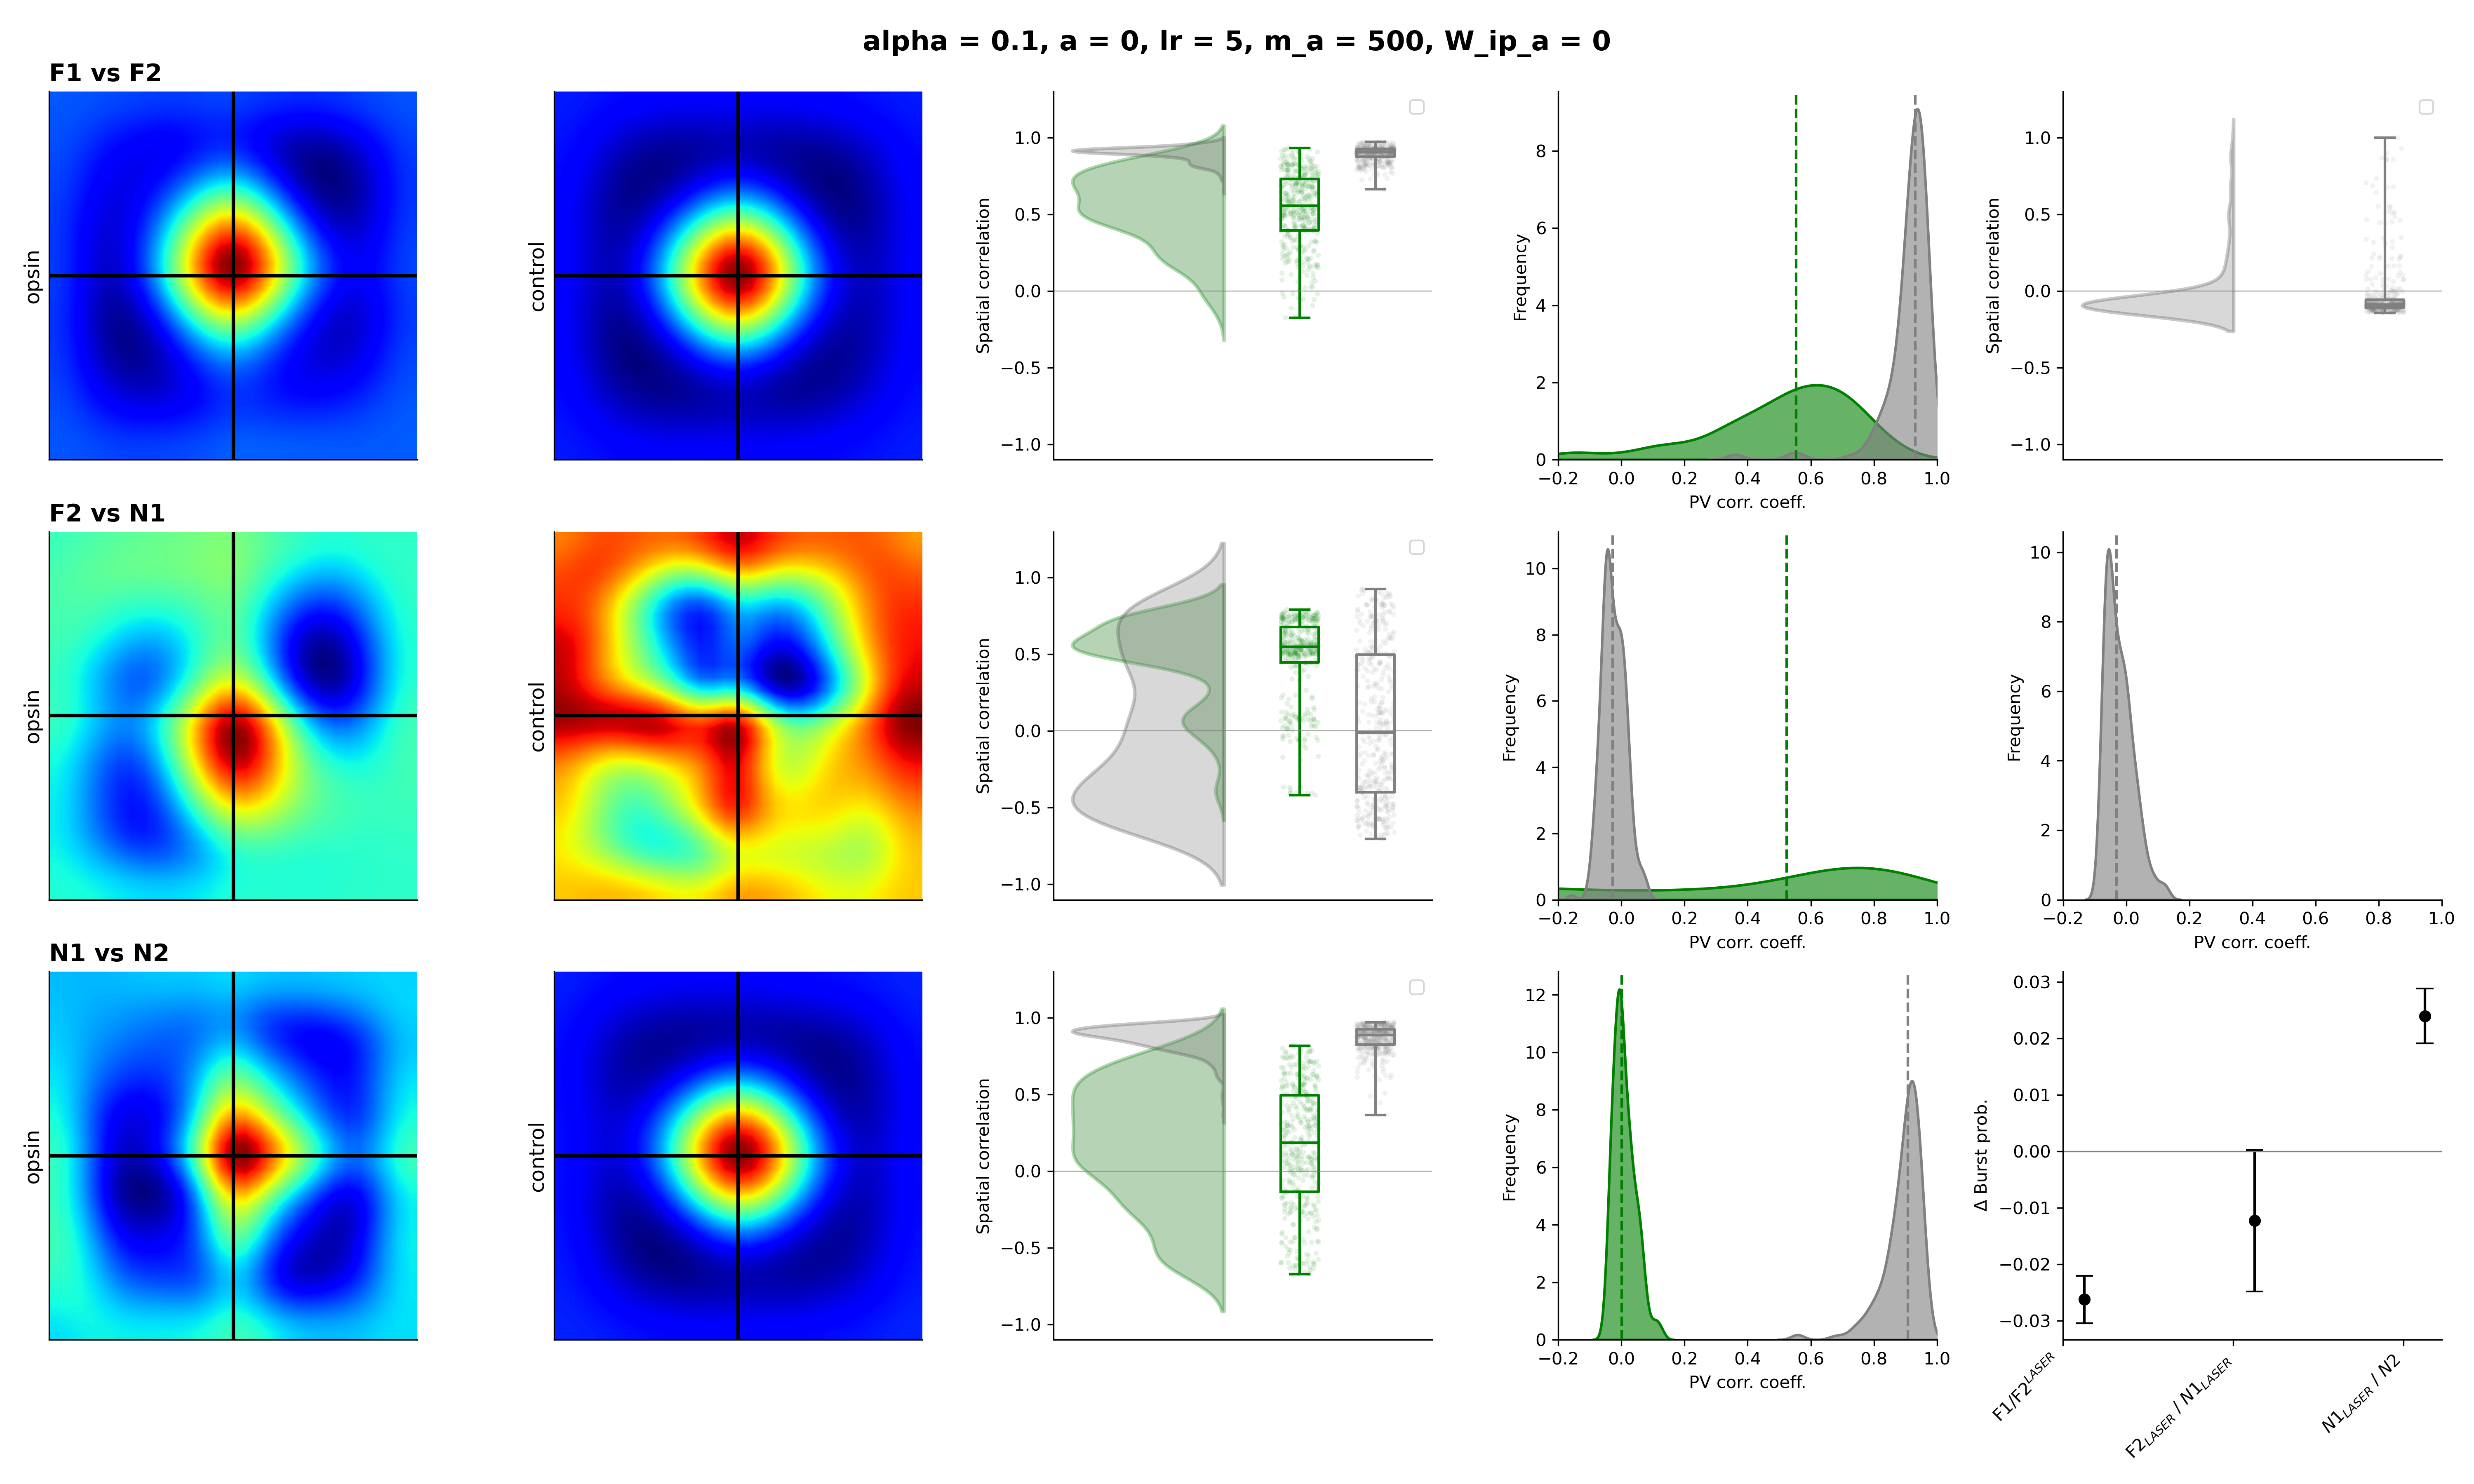 alpha = 0.1, a = 0, lr = 5, m_a = 500, W_ip_a = 0
F1 vs F2
opsin
control
Spatial correlation
1.0
0.5
0.0
−0.5
−1.0
Frequency
8
6
4
2
0
−0.2 0.0 0.2 0.4 0.6 0.8 1.0
PV corr. coeff.
Spatial correlation
1.0
0.5
0.0
−0.5
−1.0
F2 vs N1
opsin
control
Spatial correlation
1.0
0.5
0.0
−0.5
−1.0
Frequency
10
8
6
4
2
0
−0.2 0.0 0.2 0.4 0.6 0.8 1.0
PV corr. coeff.
Frequency
10
8
6
4
2
0
−0.2 0.0 0.2 0.4 0.6 0.8 1.0
PV corr. coeff.
N1 vs N2
opsin
control
Spatial correlation
1.0
0.5
0.0
−0.5
−1.0
Frequency
12
10
8
6
4
2
0
−0.2 0.0 0.2 0.4 0.6 0.8 1.0
PV corr. coeff.
Δ Burst prob.
0.03
0.02
0.01
0.00
−0.01
−0.02
−0.03
F1/F2^LASER
F2_LASER / N1_LASER
N1_LASER / N2